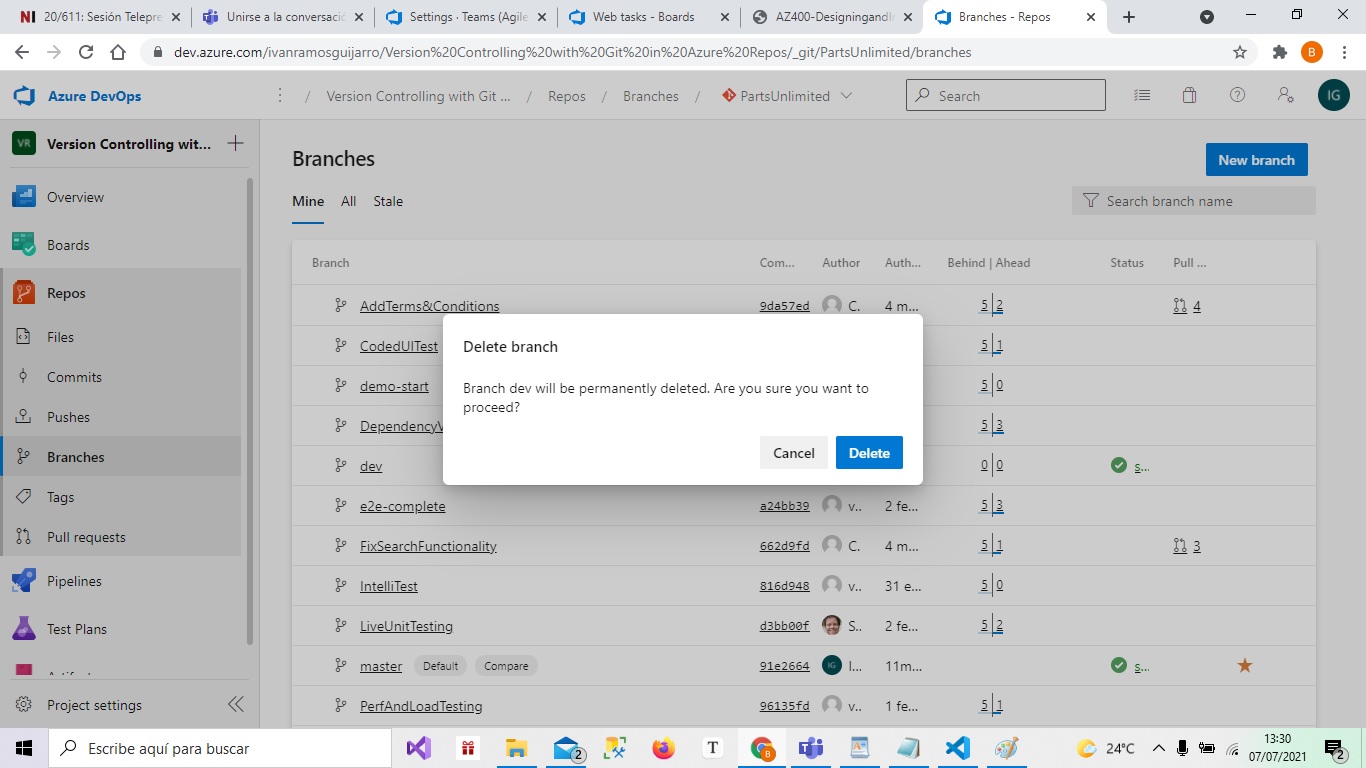 20/611: Sesión Telepre
Unirse a la conversació
Settings · Teams (Agile
Web tasks - Boards
AZ400-Designingandl
Branches - Repos
dev.azure.com/ivanramosguijarro/Version%20Controlling%20with%20Git%20in%20Azure%20Repos/_git/PartsUnlimited/branches
B
Azure DevOps
/ Version Controlling with Git ... / Repos / Branches / PartsUnlimited
Search
IG
VR Version Controlling wit...
Overview
Boards
Repos
Files
Commits
Pushes
Branches
Tags
Pull requests
Pipelines
Test Plans
Project settings
Branches
New branch
Mine All Stale
Search branch name
Branch Com... Author Auth... Behind | Ahead Status Pull ...
AddTerms&Conditions 9da57ed C. 4 m... 5 2 4
CodedUITest 5 1
demo-start 5 0
DependencyV 5 3
dev 0 0 s...
e2e-complete a24bb39 v.. 2 fe... 5 3
FixSearchFunctionality 662d9fd C. 4 m... 5 1 3
IntelliTest 816d948 v.. 31 e... 5 0
LiveUnitTesting d3bb00f S.. 2 fe... 5 2
master Default Compare 91e2664 IG I... 11m... s...
PerfAndLoadTesting 96135fd v.. 1 fe... 5 1
Delete branch
Branch dev will be permanently deleted. Are you sure you want to
proceed?
Cancel Delete
Escribe aquí para buscar
2
T
B
24°C
13:30
07/07/2021
2